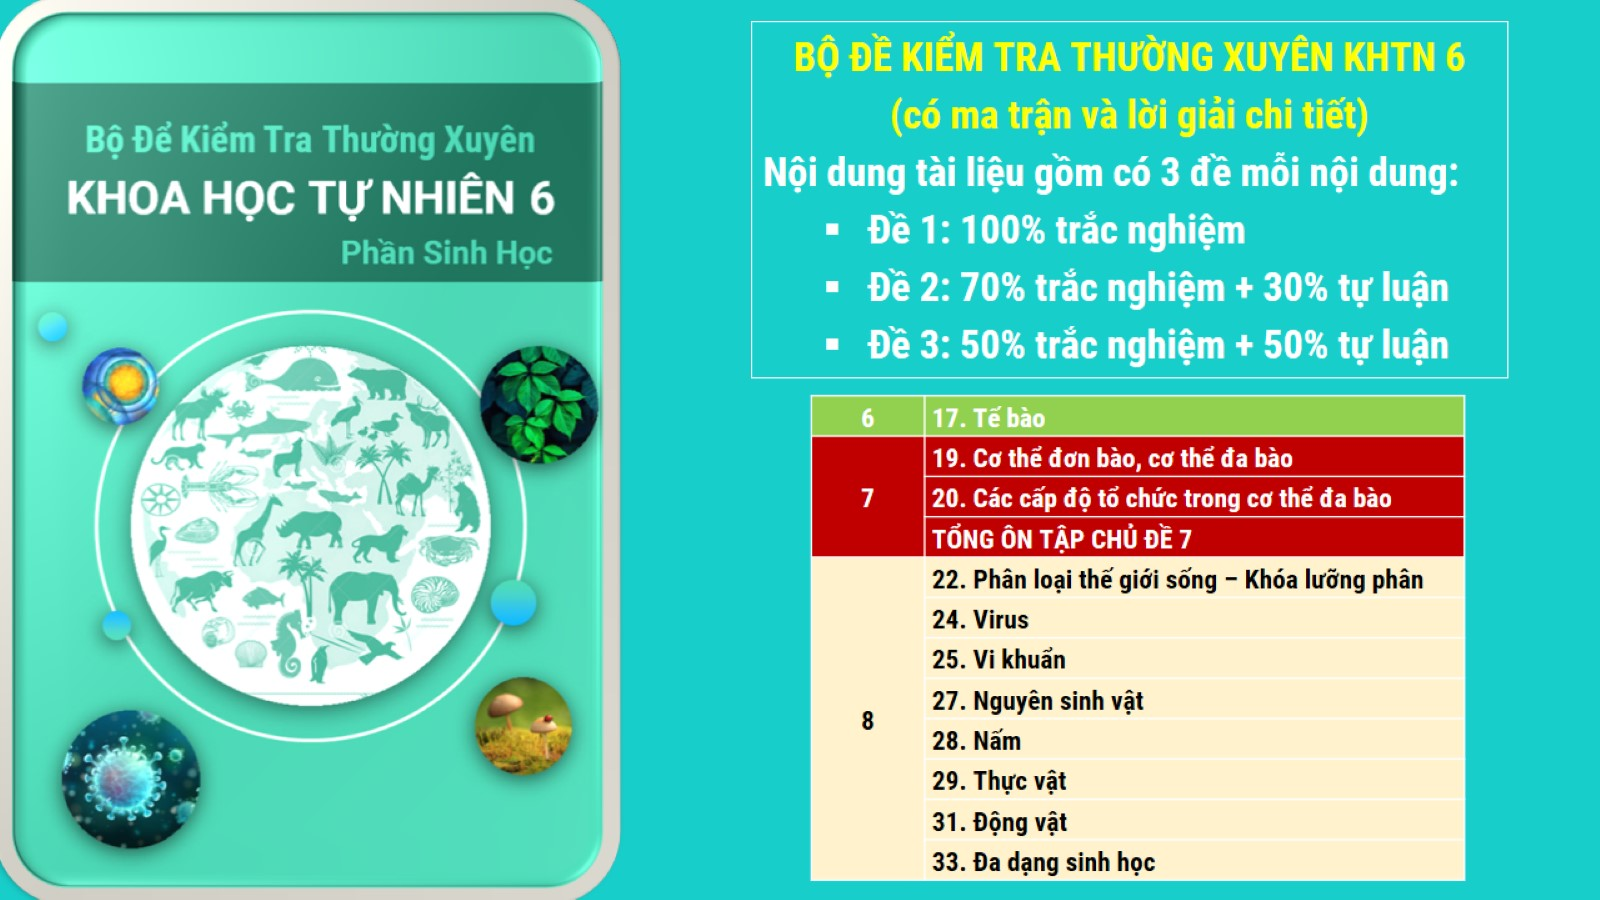 Bộ Để Kiểm Tra Thường Xuyên
KHOA HỌC TỰ NHIÊN 6
Phần Sinh Học
BỘ ĐỀ KIỂM TRA THƯỜNG XUYÊN KHTN 6
(có ma trận và lời giải chi tiết)
Nội dung tài liệu gồm có 3 đề mỗi nội dung:
▪ Đề 1: 100% trắc nghiệm
▪ Đề 2: 70% trắc nghiệm + 30% tự luận
▪ Đề 3: 50% trắc nghiệm + 50% tự luận
6 17. Tế bào
7
19. Cơ thể đơn bào, cơ thể đa bào
20. Các cấp độ tổ chức trong cơ thể đa bào
TỔNG ÔN TẬP CHỦ ĐỀ 7
8
22. Phân loại thế giới sống – Khóa lưỡng phân
24. Virus
25. Vi khuẩn
27. Nguyên sinh vật
28. Nấm
29. Thực vật
31. Động vật
33. Đa dạng sinh học